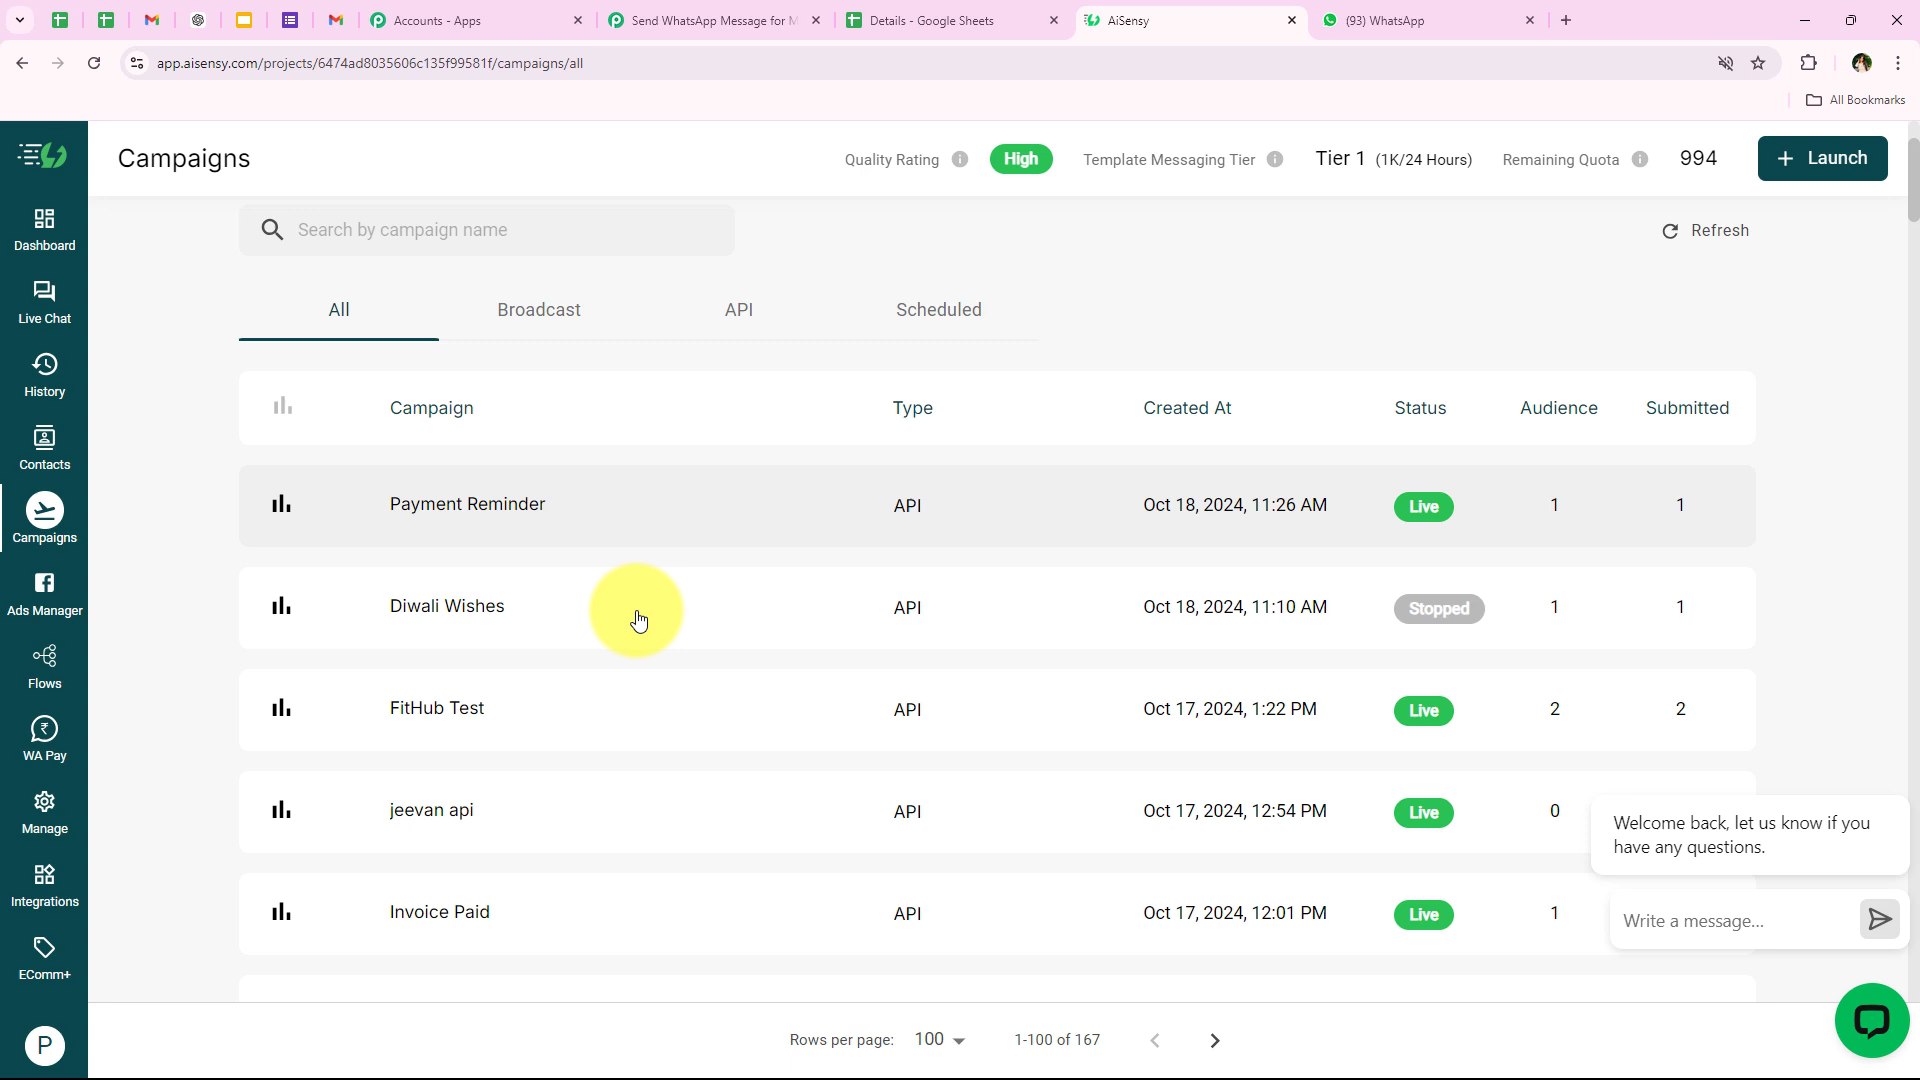 Accounts - Apps
Send WhatsApp Message for M
Details - Google Sheets
AiSensy
(93) WhatsApp
app.aisensy.com/projects/6474ad8035606c135f99581f/campaigns/all
All Bookmarks
Campaigns
Quality Rating
High
Template Messaging Tier
Tier 1 (1K/24 Hours)
Remaining Quota
994
+ Launch
Search by campaign name
Refresh
Dashboard
Live Chat
History
Contacts
Campaigns
Ads Manager
Flows
WA Pay
Manage
Integrations
EComm+
P
All
Broadcast
API
Scheduled
Campaign Type Created At Status Audience Submitted
Payment Reminder API Oct 18, 2024, 11:26 AM Live 1 1
Diwali Wishes API Oct 18, 2024, 11:10 AM Stopped 1 1
FitHub Test API Oct 17, 2024, 1:22 PM Live 2 2
jeevan api API Oct 17, 2024, 12:54 PM Live 0
Invoice Paid API Oct 17, 2024, 12:01 PM Live 1
Welcome back, let us know if you
have any questions.
Write a message...
Rows per page: 100 1-100 of 167